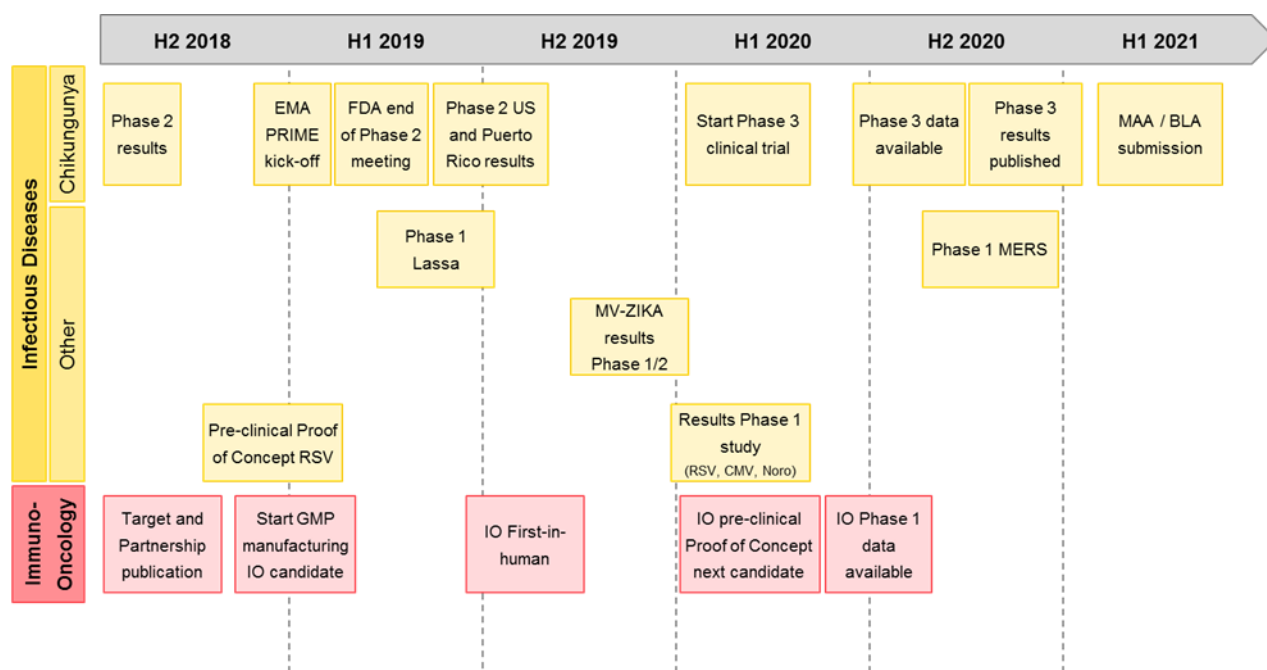 H2 2018
H1 2019
H2 2019
H1 2020
H2 2020
H1 2021
Infectious Diseases
Chikungunya
Phase 2
results
EMA
PRIME
kick-off
FDA end
of Phase 2
meeting
Phase 2 US
and Puerto
Rico results
Start Phase 3
clinical trial
Phase 3 data
available
Phase 3
results
published
MAA / BLA
submission
Other
Phase 1
Lassa
Phase 1 MERS
MV-ZIKA
results
Phase 1/2
Pre-clinical Proof
of Concept RSV
Results Phase 1
study
(RSV, CMV, Noro)
Immuno-
Oncology
Target and
Partnership
publication
Start GMP
manufacturing
IO candidate
IO First-in-
human
IO pre-clinical
Proof of Concept
next candidate
IO Phase 1
data
available